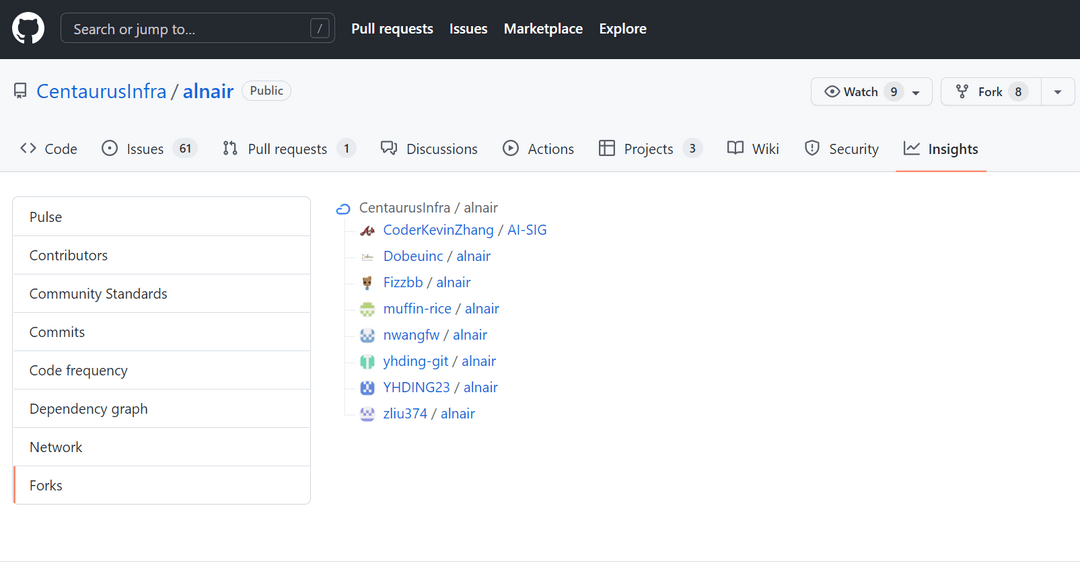 Search or jump to... /
Pull requests Issues Marketplace Explore
CentaurusInfra / alnair Public
Watch 9 Fork 8
Code Issues 61 Pull requests 1 Discussions Actions Projects 3 Wiki Security Insights
Pulse
Contributors
Community Standards
Commits
Code frequency
Dependency graph
Network
Forks
CentaurusInfra / alnair
CoderKevinZhang / AI-SIG
Dobeuinc / alnair
Fizzbb / alnair
muffin-rice / alnair
nwangfw / alnair
yhding-git / alnair
YHDING23 / alnair
zliu374 / alnair